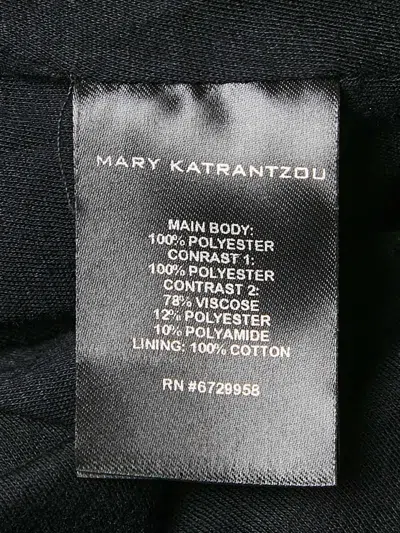 MARY KATRANTZOU
MAIN BODY:
100% POLYESTER
CONRAST 1:
100% POLYESTER
CONTRAST 2:
78% VISCOSE
12% POLYESTER
10% POLYAMIDE
LINING: 100% COTTON
RN #6729958